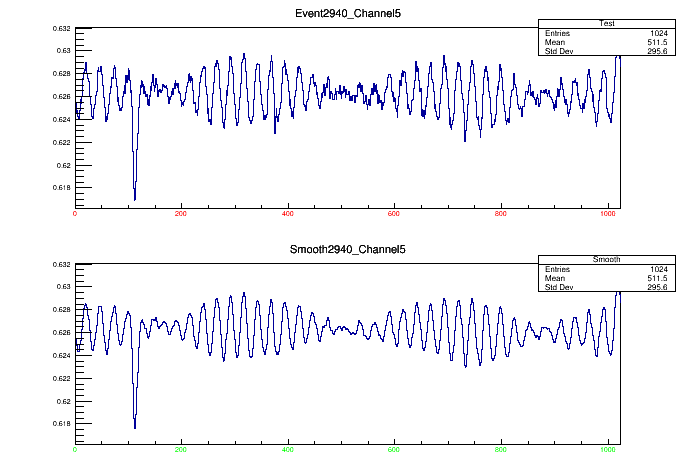 Event2940_Channel5
Test
Entries 1024
Mean 511.5
Std Dev 295.6
0.632
0.63
0.628
0.626
0.624
0.622
0.62
0.618
0 200 400 600 800 1000
Smooth2940_Channel5
Smooth
Entries 1024
Mean 511.5
Std Dev 295.6
0.632
0.63
0.628
0.626
0.624
0.622
0.62
0.618
0 200 400 600 800 1000